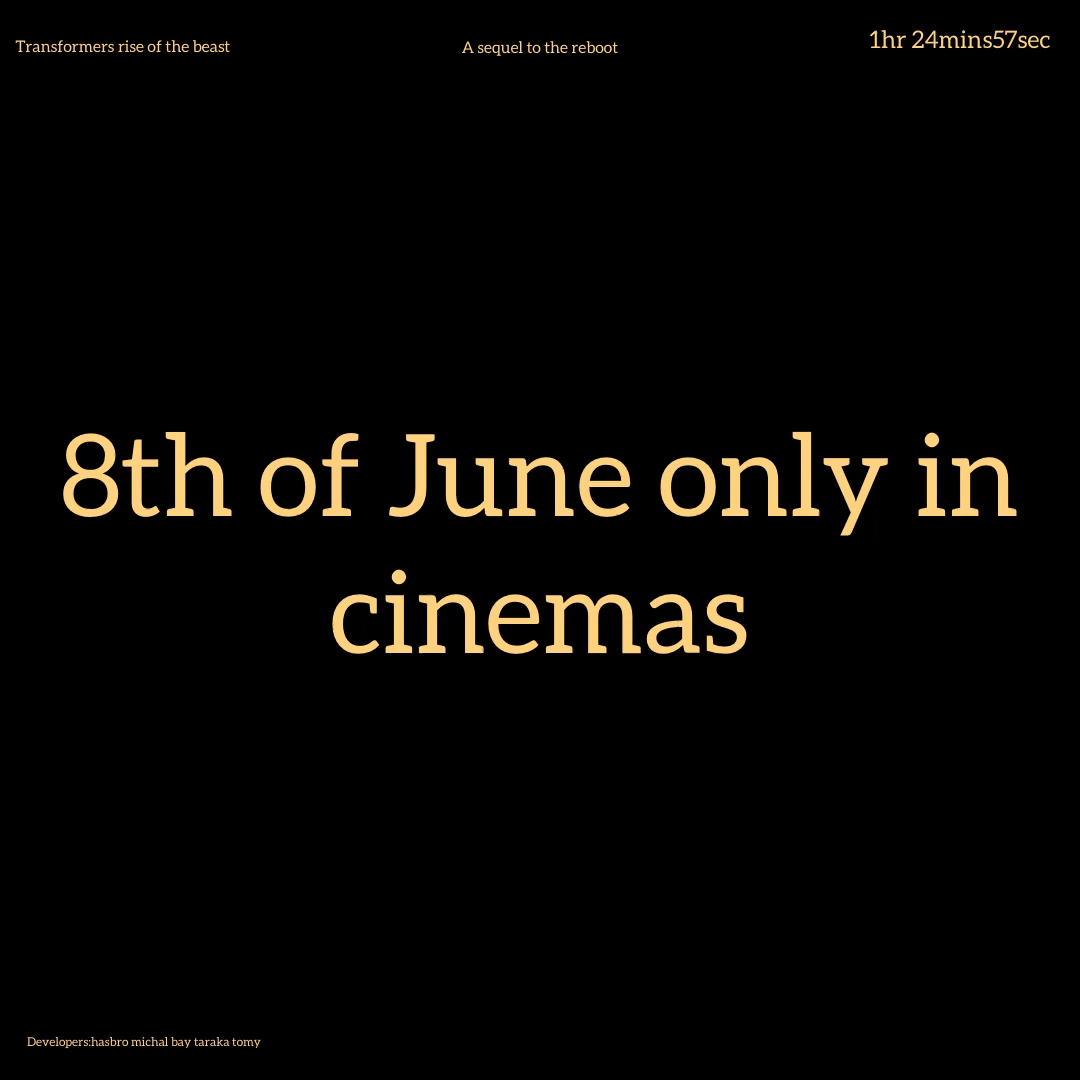 Transformers rise of the beast
A sequel to the reboot
1hr 24mins57sec
8th of June only in
cinemas
Developers:hasbro michal bay taraka tomy